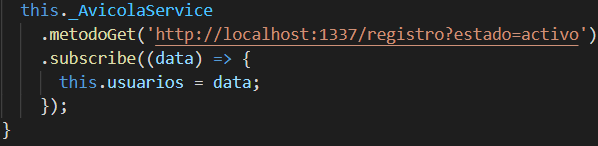 this._AvicolaService
.metodoGet('http://localhost:1337/registro?estado=activo')
.subscribe((data) => {
this.usuarios = data;
});
}